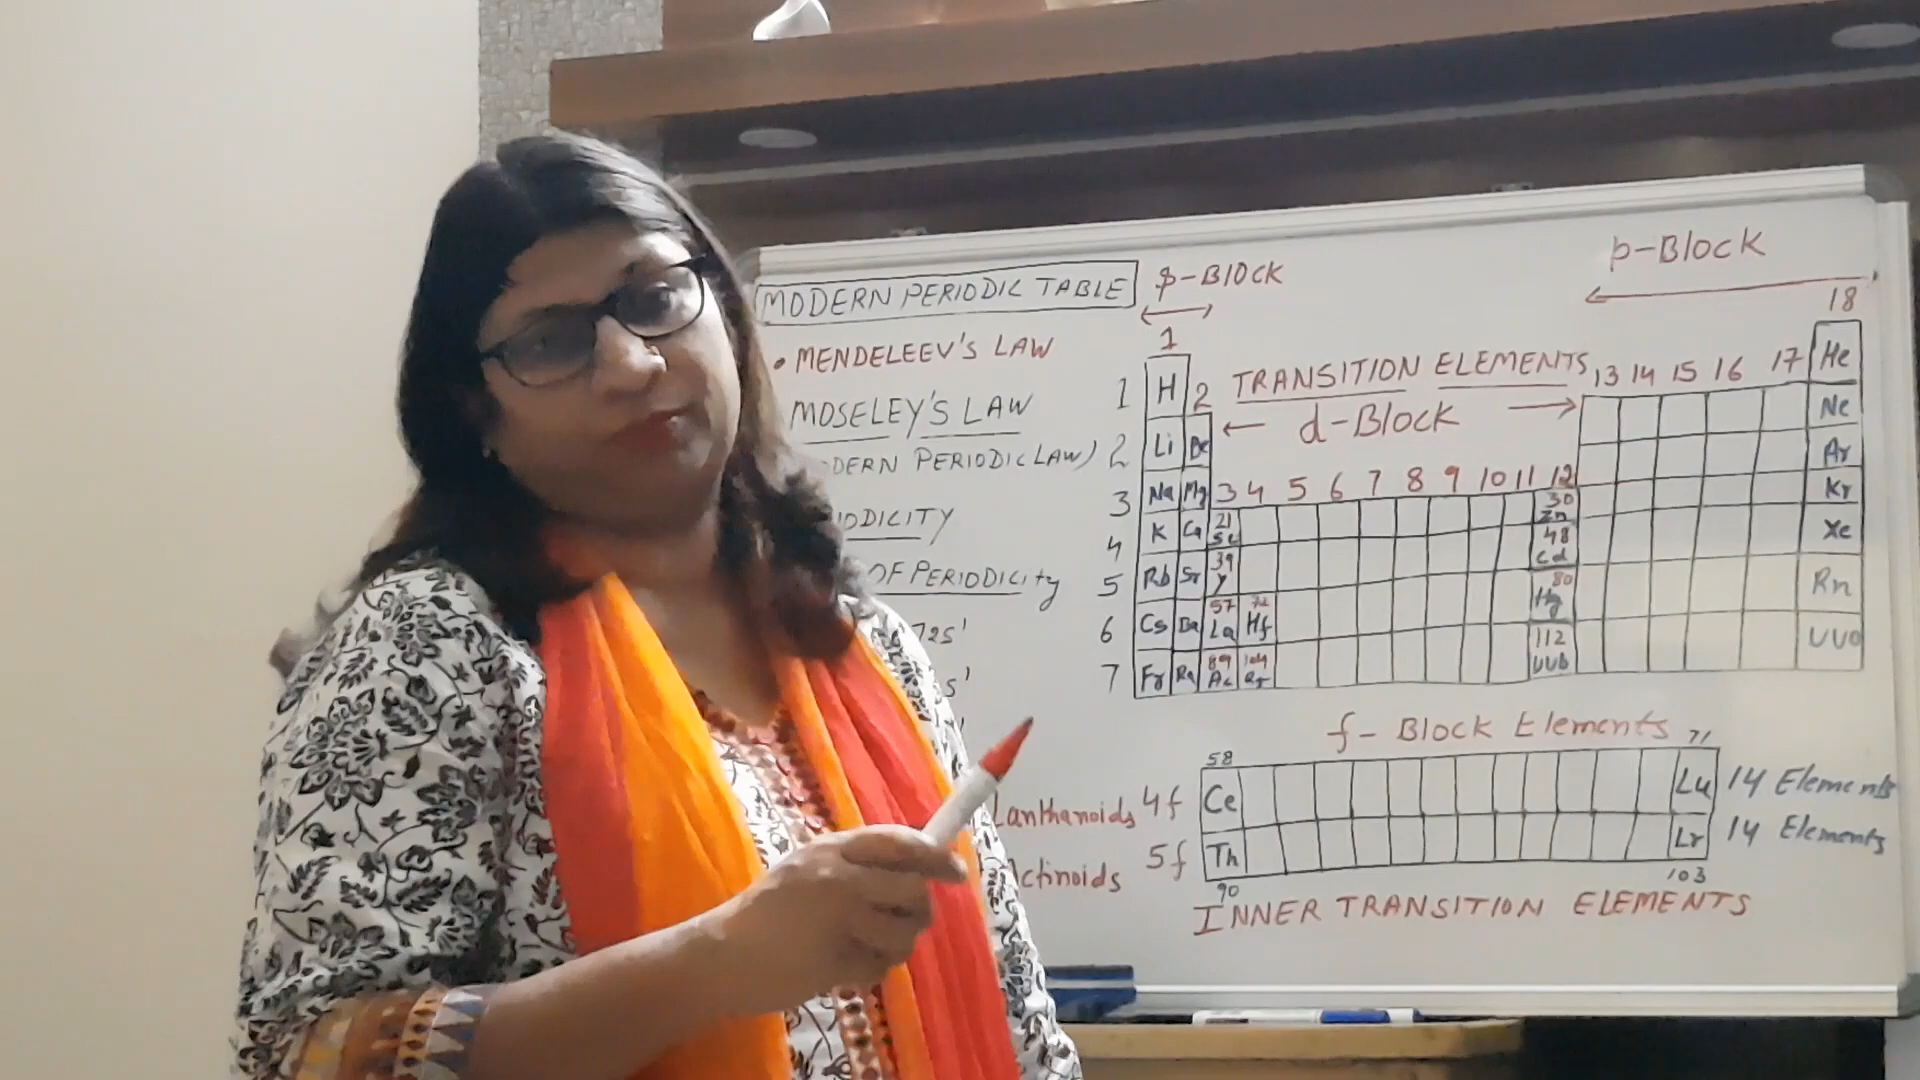 MODERN PERIODIC TABLE
• MENDELEEV'S LAW
MOSELEY'S LAW
DERN PERIODIC LAW)
ODICITY
OF PERIODICITY
s-BLOCK
p-BLOCK
18
1
1 H 2 TRANSITION ELEMENTS 13 14 15 16 17 He
d-BLOCK
2 Li Be Ne
3 Na Mg 3 4 5 6 7 8 9 10 11 12 Ar
4 K Ca 21 Sc 30 Zn Kr
5 Rb Sr 39 Y 48 Cd Xe
6 Cs Ba 57 La 72 Hf 80 Hg Rn
7 Fr Ra 89 Ac 104 Rf 112 UUB UUO
f-Block Elements
58 71
Lanthanoids 4f Ce Lu 14 Elements
ctinoids 5f Th Lr 14 Elements
90 103
INNER TRANSITION ELEMENTS